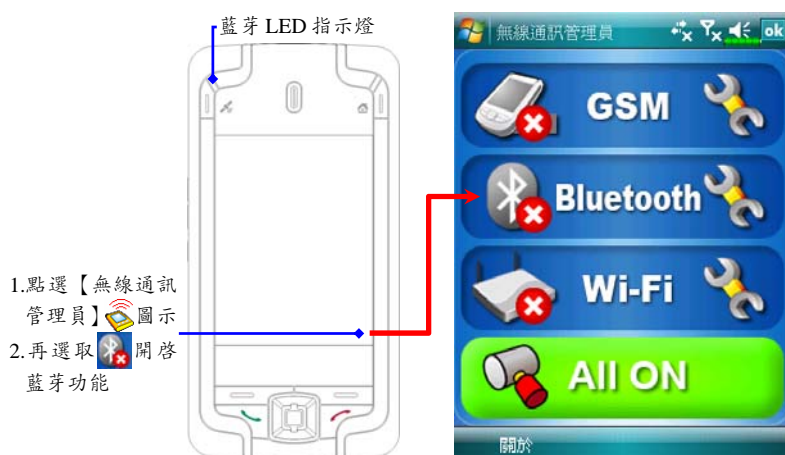 藍芽 LED 指示燈
1.點選【無線通訊
管理員】圖示
2.再選取開啓
藍芽功能
無線通訊管理員
ok
GSM
Bluetooth
Wi-Fi
All ON
關於